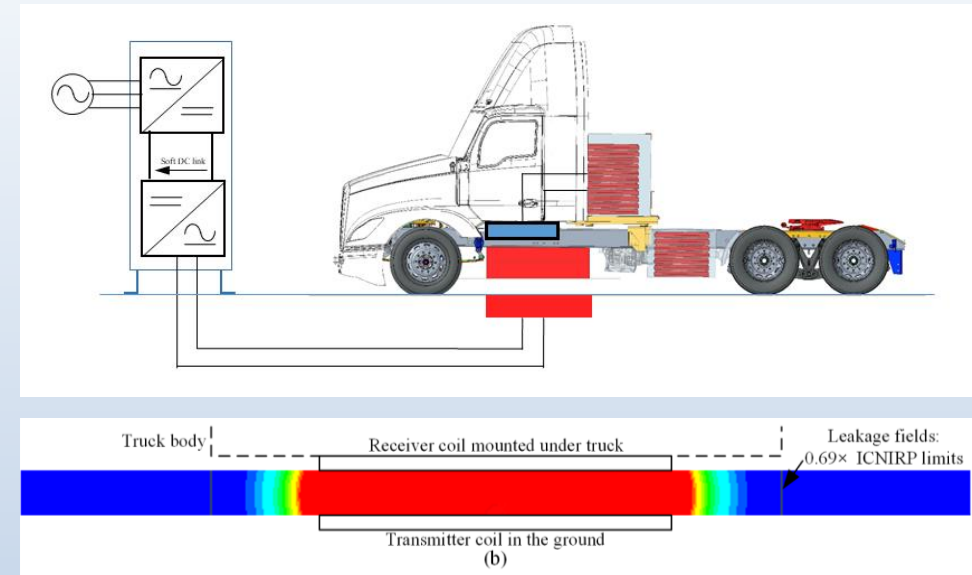 Soft DC link
Truck body
Receiver coil mounted under truck
Leakage fields:
0.69× ICNIRP limits
Transmitter coil in the ground
(b)